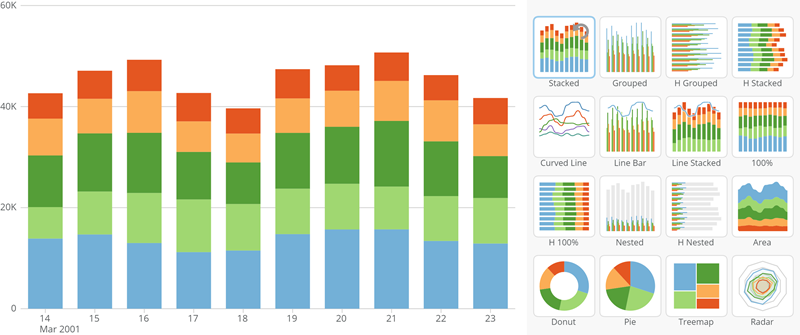 60K
40K
20K
0
14 15 16 17 18 19 20 21 22 23
Mar 2001
Stacked Grouped H Grouped H Stacked
Curved Line Line Bar Line Stacked 100%
H 100% Nested H Nested Area
Donut Pie Treemap Radar